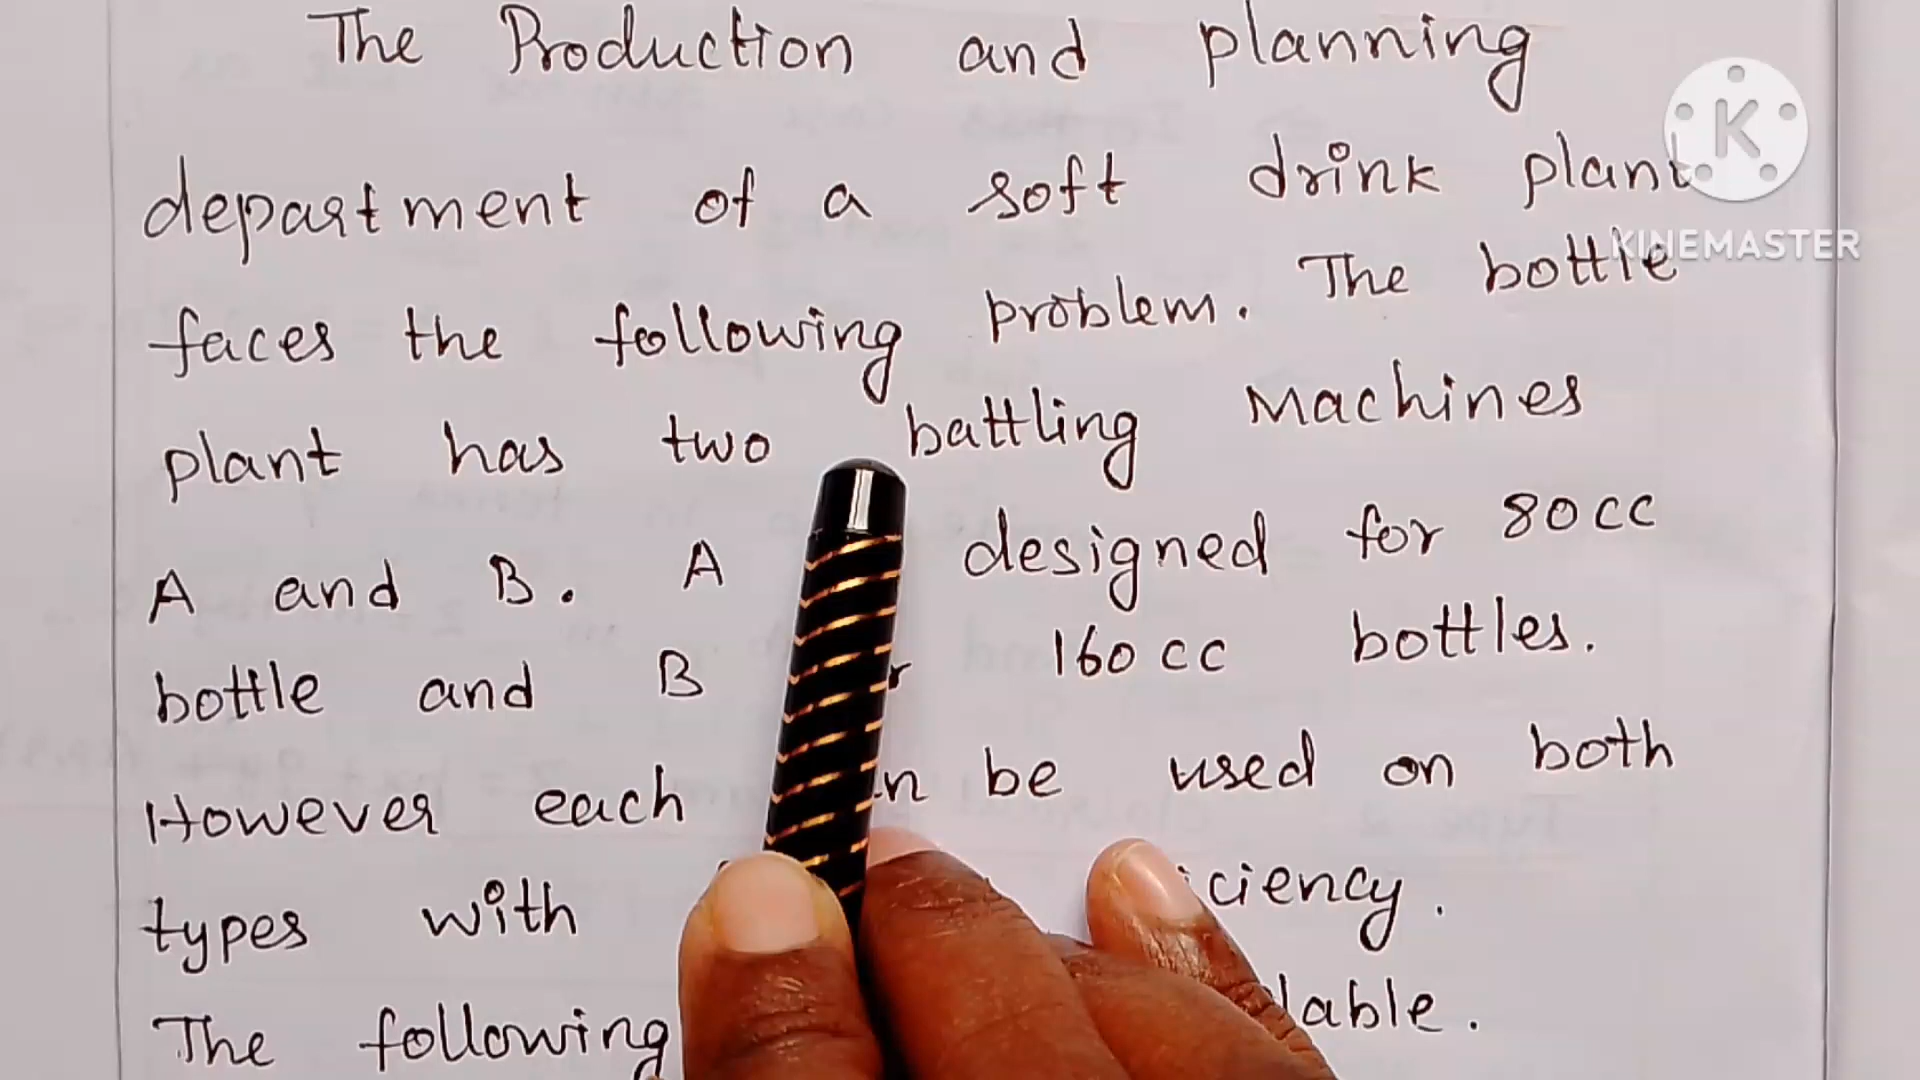 The Production and planning
department of a soft drink plant
faces the following problem. The bottle
plant has two battling Machines
A and B. A designed for 80cc
bottle and B 160 cc bottles.
However each be used on both
types with
The following
K
KINEMASTER